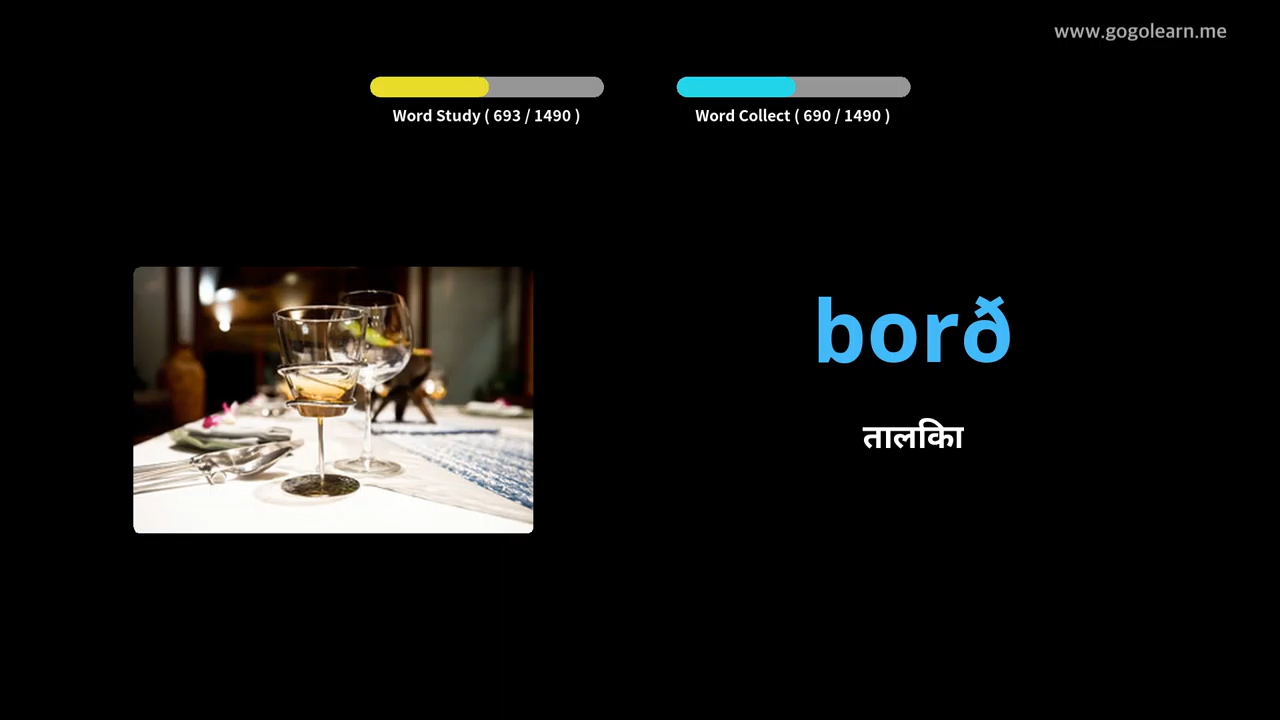 www.gogolearn.me
Word Study ( 693 / 1490 )
Word Collect ( 690 / 1490 )
borð
तालिका